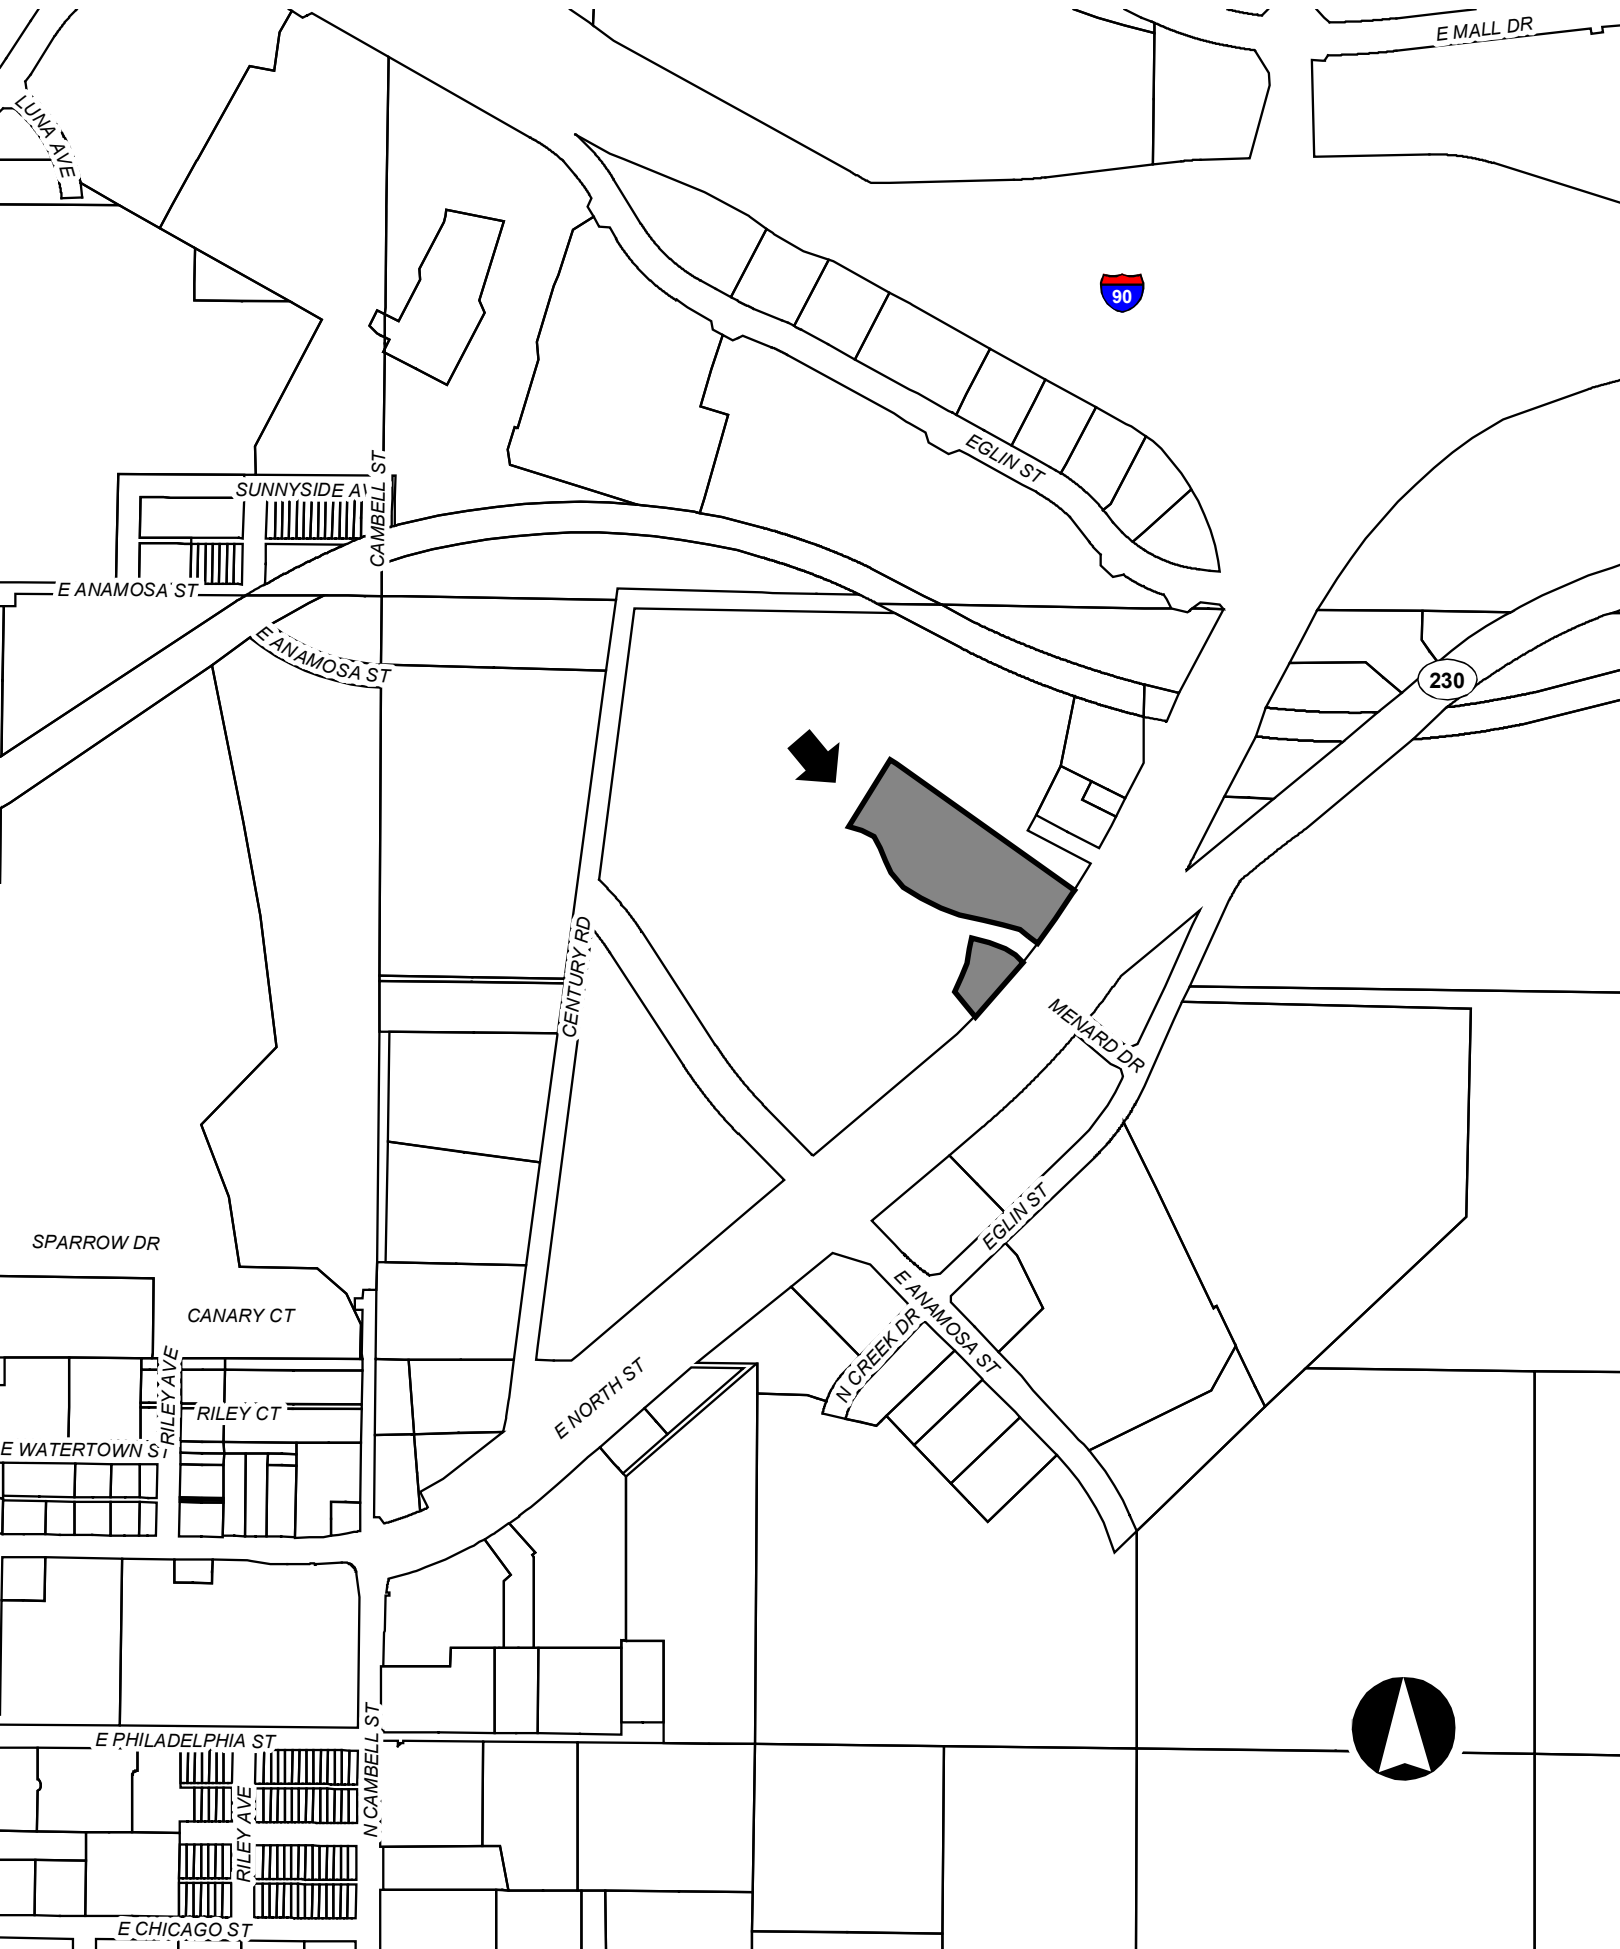 E MALL DR
LUNA AVE
90
EGLIN ST
CAMBELL ST
SUNNYSIDE AV
E ANAMOSA ST
E ANAMOSA ST
230
CENTURY RD
MENARD DR
EGLIN ST
SPARROW DR
E ANAMOSA ST
CANARY CT
N CREEK DR
RILEY AVE
E NORTH ST
RILEY CT
E WATERTOWN ST
E PHILADELPHIA ST
N CAMBELL ST
RILEY AVE
E CHICAGO ST